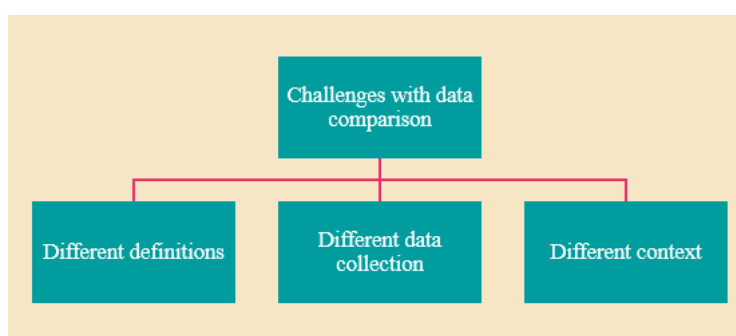 Challenges with data
comparison
Different definitions
Different data
collection
Different context